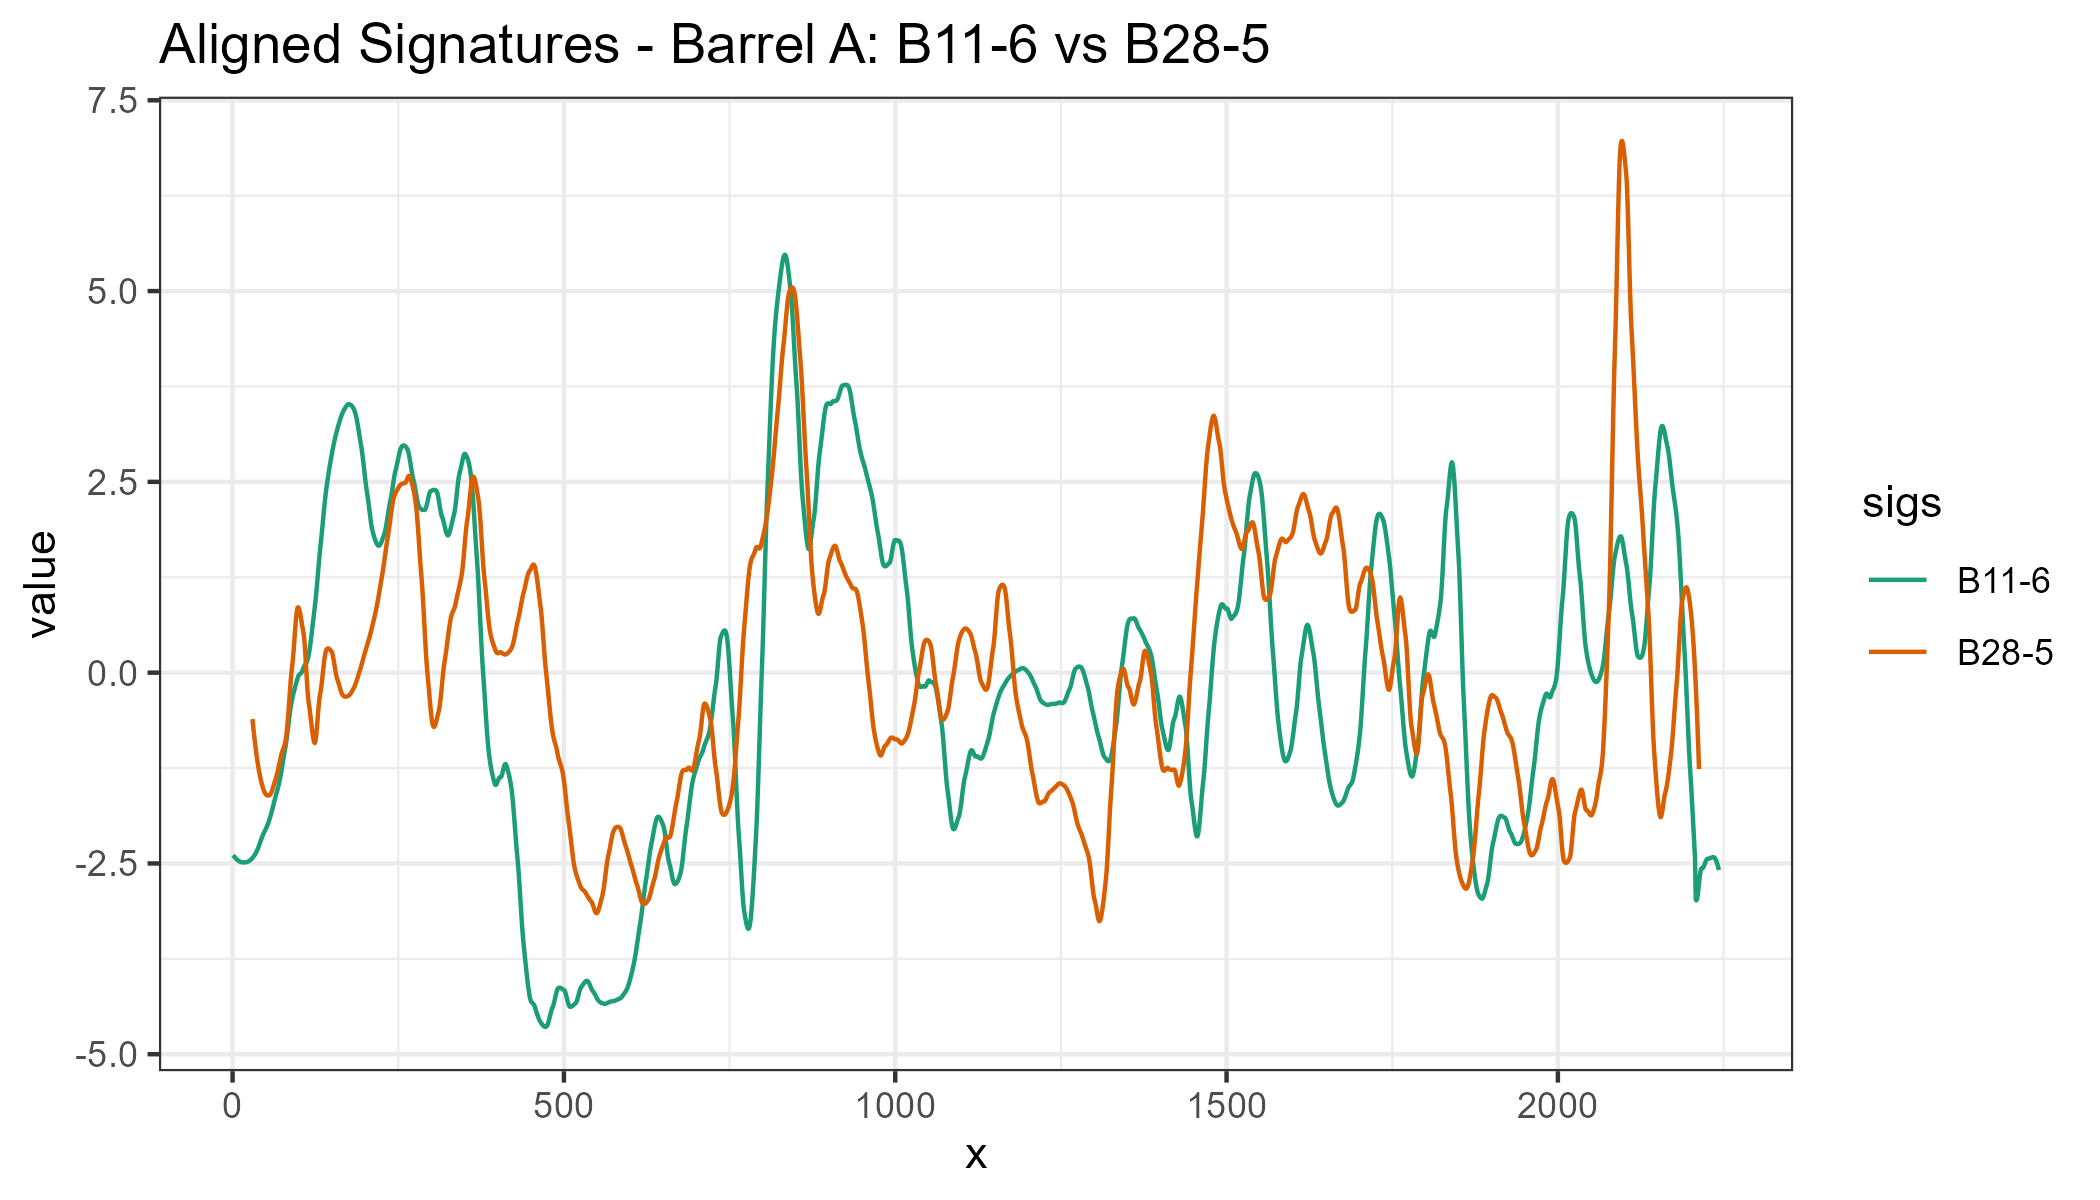 Aligned Signatures - Barrel A: B11-6 vs B28-5
7.5
5.0
2.5
0.0
-2.5
-5.0
value
0 500 1000 1500 2000
x
sigs
B11-6
B28-5